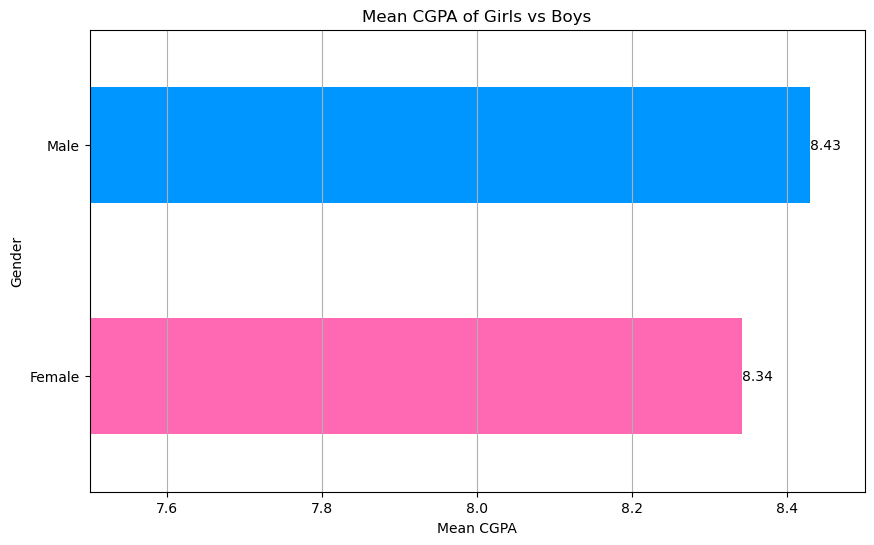 Mean CGPA of Girls vs Boys
Male
8.43
Gender
Female
8.34
7.6 7.8 8.0 8.2 8.4
Mean CGPA